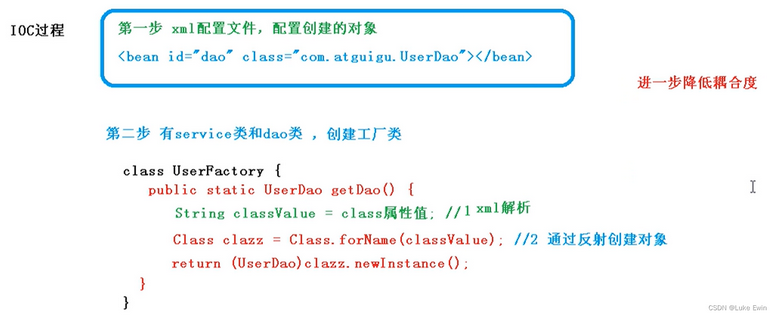 IOC过程
第一步 xml配置文件，配置创建的对象
<bean id="dao" class="com.atguigu.UserDao"></bean>
进一步降低耦合度
第二步 有service类和dao类 ，创建工厂类
class UserFactory {
public static UserDao getDao() {
String classValue = class属性值; //1 xml解析
Class clazz = Class.forName(classValue); //2 通过反射创建对象
return (UserDao)clazz.newInstance();
}
}
CSDN @Luke Ewin